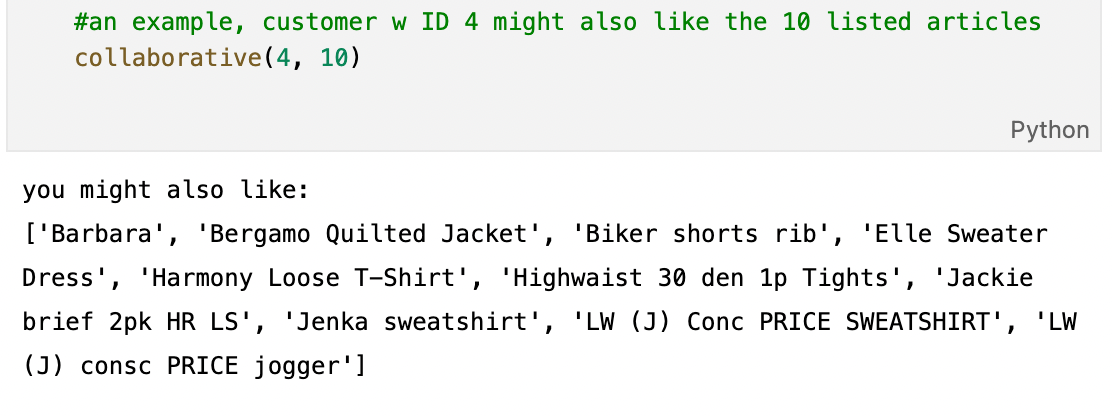 #an example, customer w ID 4 might also like the 10 listed articles
collaborative(4, 10)
Python
you might also like:
['Barbara', 'Bergamo Quilted Jacket', 'Biker shorts rib', 'Elle Sweater
Dress', 'Harmony Loose T-Shirt', 'Highwaist 30 den 1p Tights', 'Jackie
brief 2pk HR LS', 'Jenka sweatshirt', 'LW (J) Conc PRICE SWEATSHIRT', 'LW
(J) consc PRICE jogger']